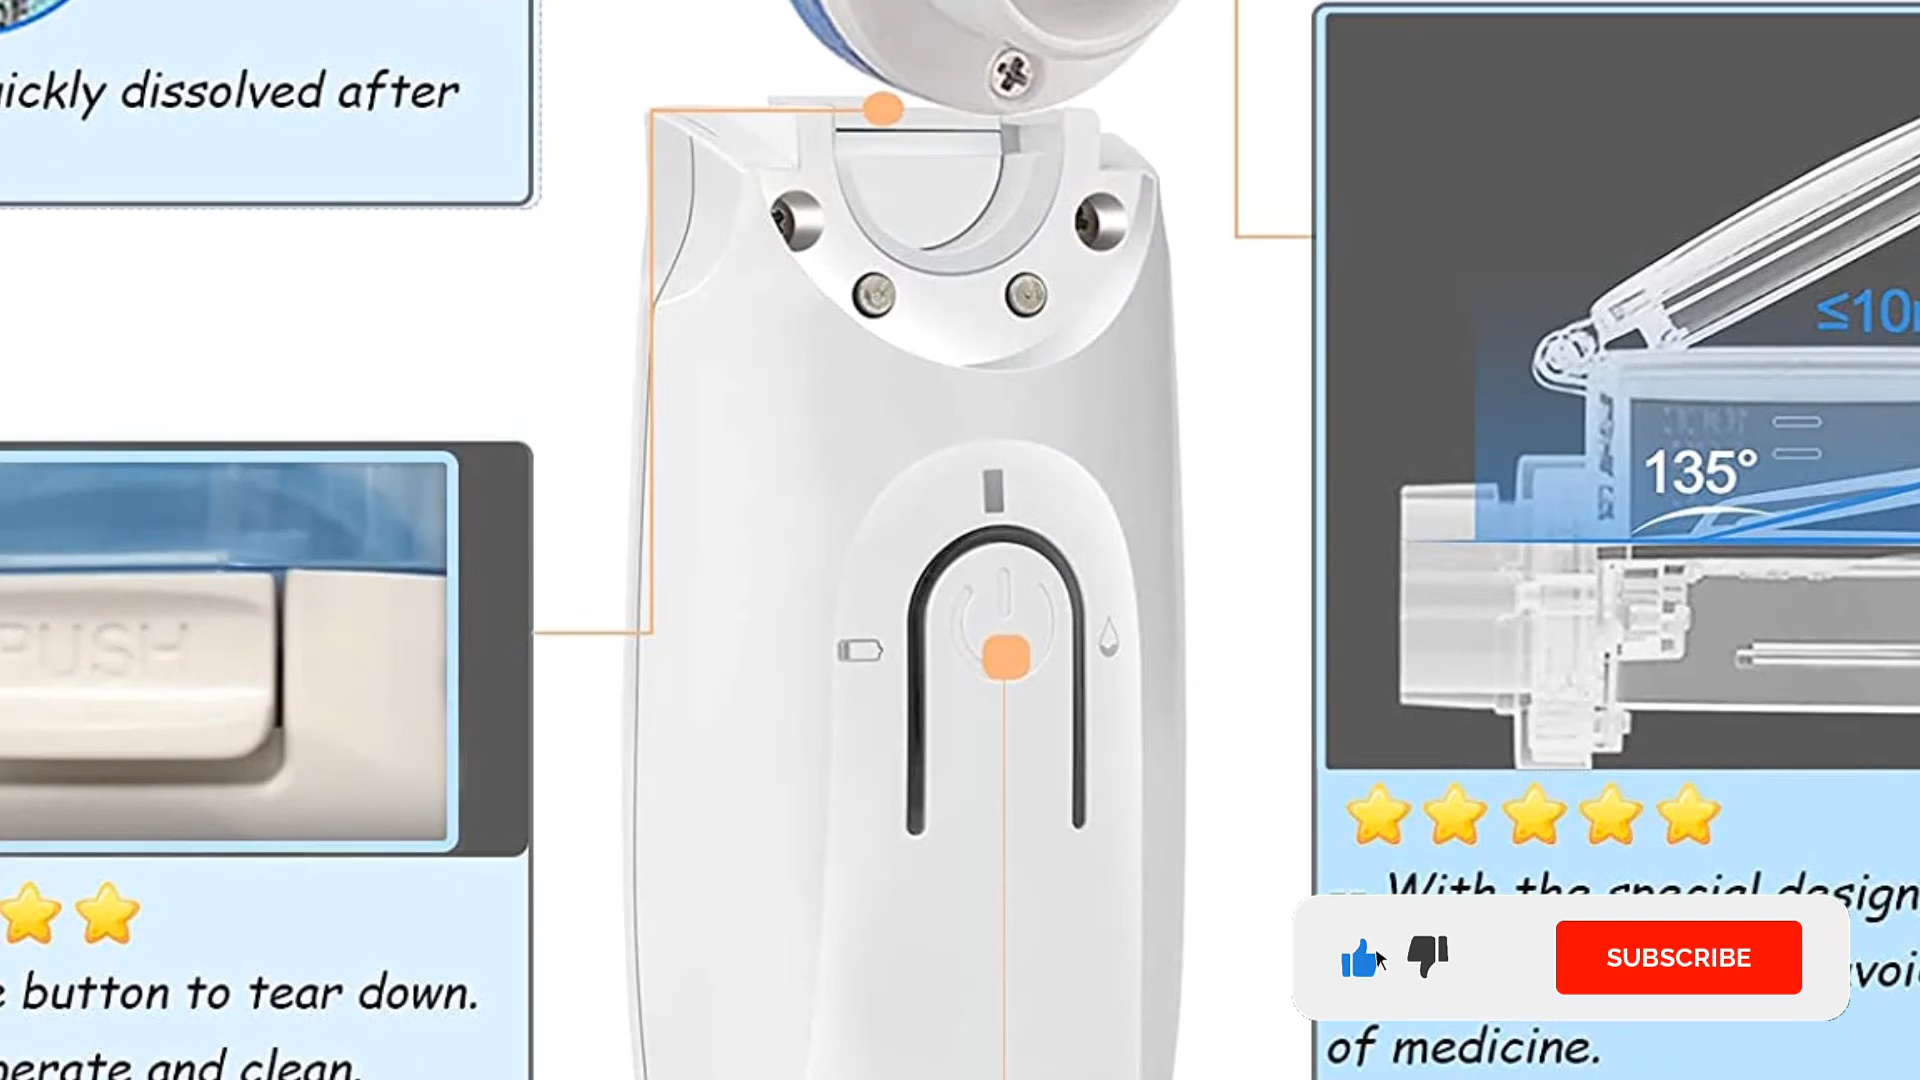 ickly dissolved after
≤10
135°
PUSH
With the special design
button to tear down.
SUBSCRIBE
of medicine.
erate and clean.